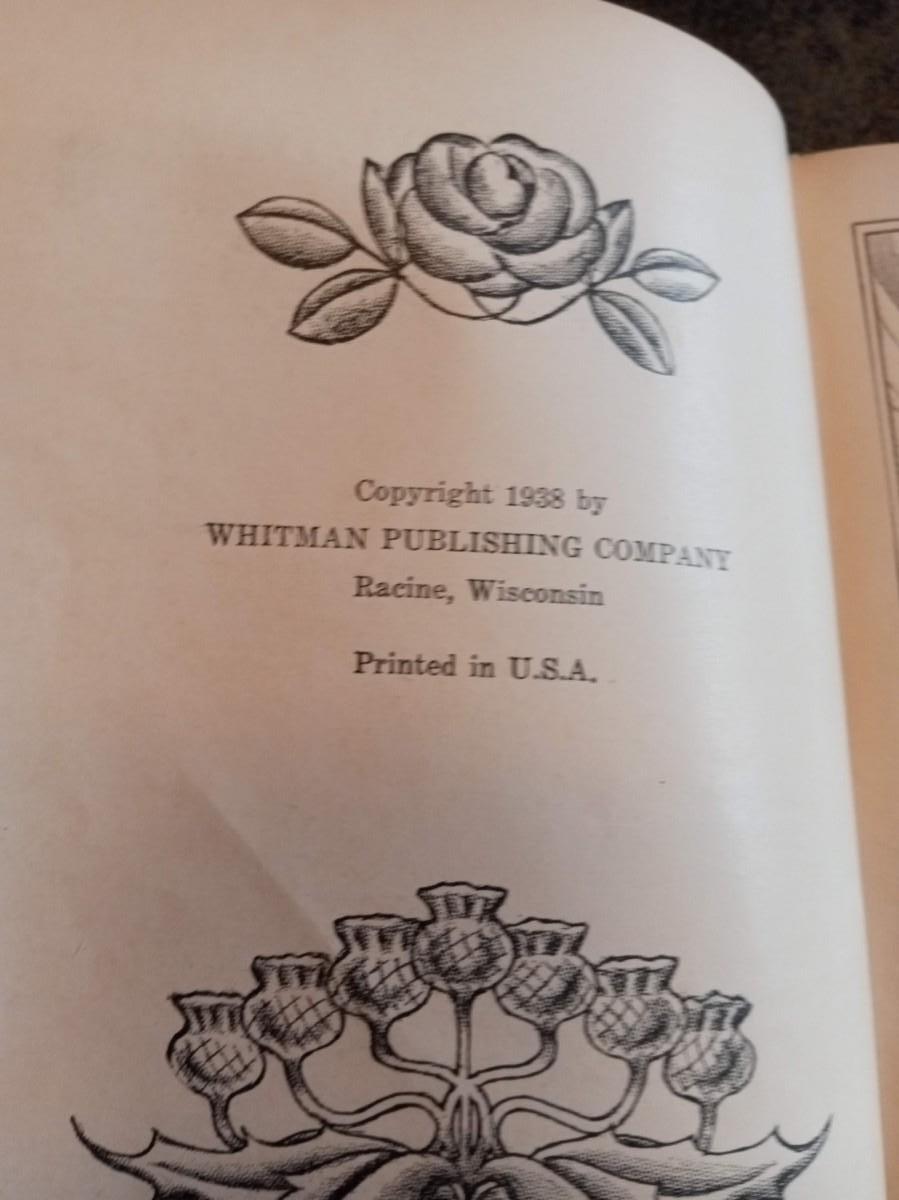 Copyright 1938 by
WHITMAN PUBLISHING COMPANY
Racine, Wisconsin
Printed in U.S.A.